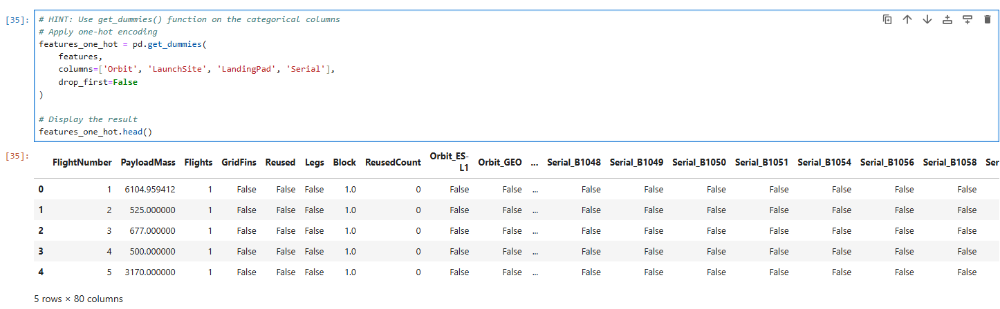 [35]:
# HINT: Use get_dummies() function on the categorical columns
# Apply one-hot encoding
features_one_hot = pd.get_dummies(
    features,
    columns=['Orbit', 'LaunchSite', 'LandingPad', 'Serial'],
    drop_first=False
)
# Display the result
features_one_hot.head()
[35]:
FlightNumber PayloadMass Flights GridFins Reused Legs Block ReusedCount Orbit_ES-L1 Orbit_GEO ... Serial_B1048 Serial_B1049 Serial_B1050 Serial_B1051 Serial_B1054 Serial_B1056 Serial_B1058 Ser
0 1 6104.959412 1 False False False 1.0 0 False False ... False False False False False False False
1 2 525.000000 1 False False False 1.0 0 False False ... False False False False False False False
2 3 677.000000 1 False False False 1.0 0 False False ... False False False False False False False
3 4 500.000000 1 False False False 1.0 0 False False ... False False False False False False False
4 5 3170.000000 1 False False False 1.0 0 False False ... False False False False False False False
5 rows × 80 columns